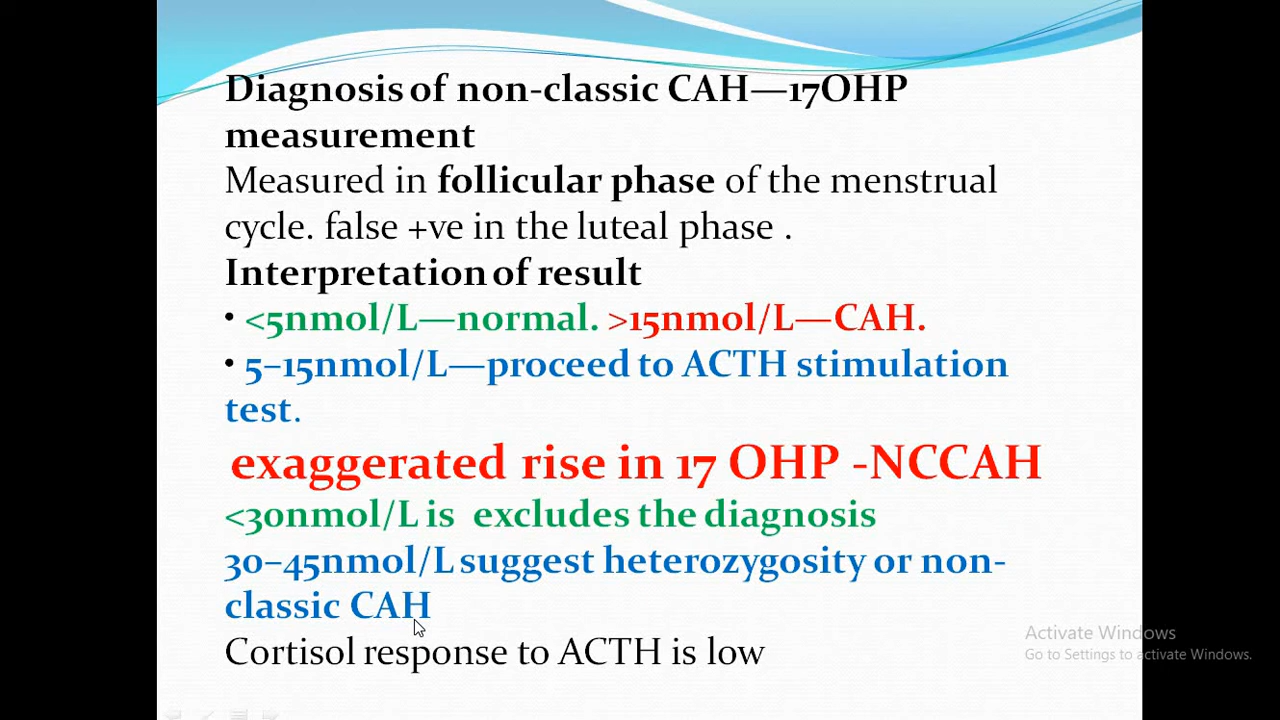 Diagnosis of non-classic CAH—17OHP
measurement
Measured in follicular phase of the menstrual
cycle. false +ve in the luteal phase .
Interpretation of result
• <5nmol/L—normal. >15nmol/L—CAH.
• 5–15nmol/L—proceed to ACTH stimulation
test.
exaggerated rise in 17 OHP -NCCAH
<30nmol/L is excludes the diagnosis
30–45nmol/L suggest heterozygosity or non-
classic CAH
Cortisol response to ACTH is low
Activate Windows
Go to Settings to activate Windows.